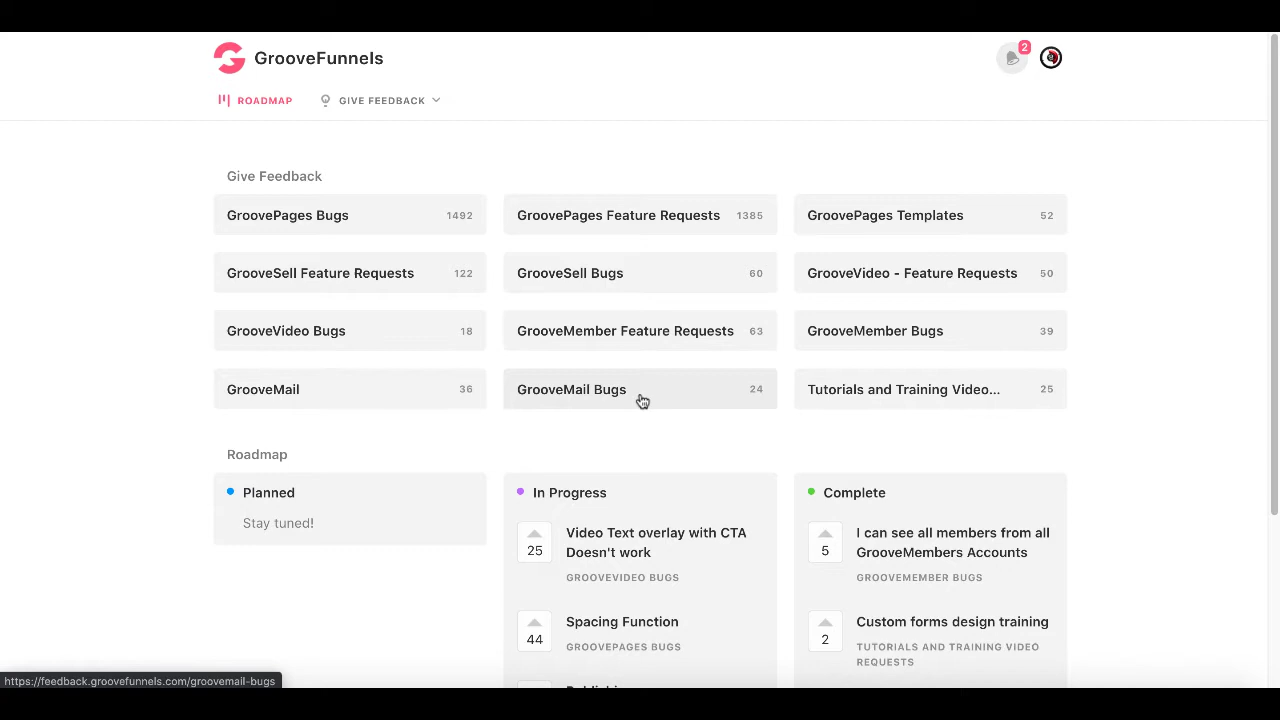 GrooveFunnels
2
ROADMAP
GIVE FEEDBACK
Give Feedback
GroovePages Bugs 1492
GroovePages Feature Requests 1385
GroovePages Templates 52
GrooveSell Feature Requests 122
GrooveSell Bugs 60
GrooveVideo - Feature Requests 50
GrooveVideo Bugs 18
GrooveMember Feature Requests 63
GrooveMember Bugs 39
GrooveMail 36
GrooveMail Bugs 24
Tutorials and Training Video... 25
Roadmap
Planned
Stay tuned!
In Progress
25
Video Text overlay with CTA
Doesn't work
GROOVEVIDEO BUGS
44
Spacing Function
GROOVEPAGES BUGS
Complete
5
I can see all members from all
GrooveMembers Accounts
GROOVEMEMBER BUGS
2
Custom forms design training
TUTORIALS AND TRAINING VIDEO
REQUESTS
https://feedback.groovefunnels.com/groovemail-bugs